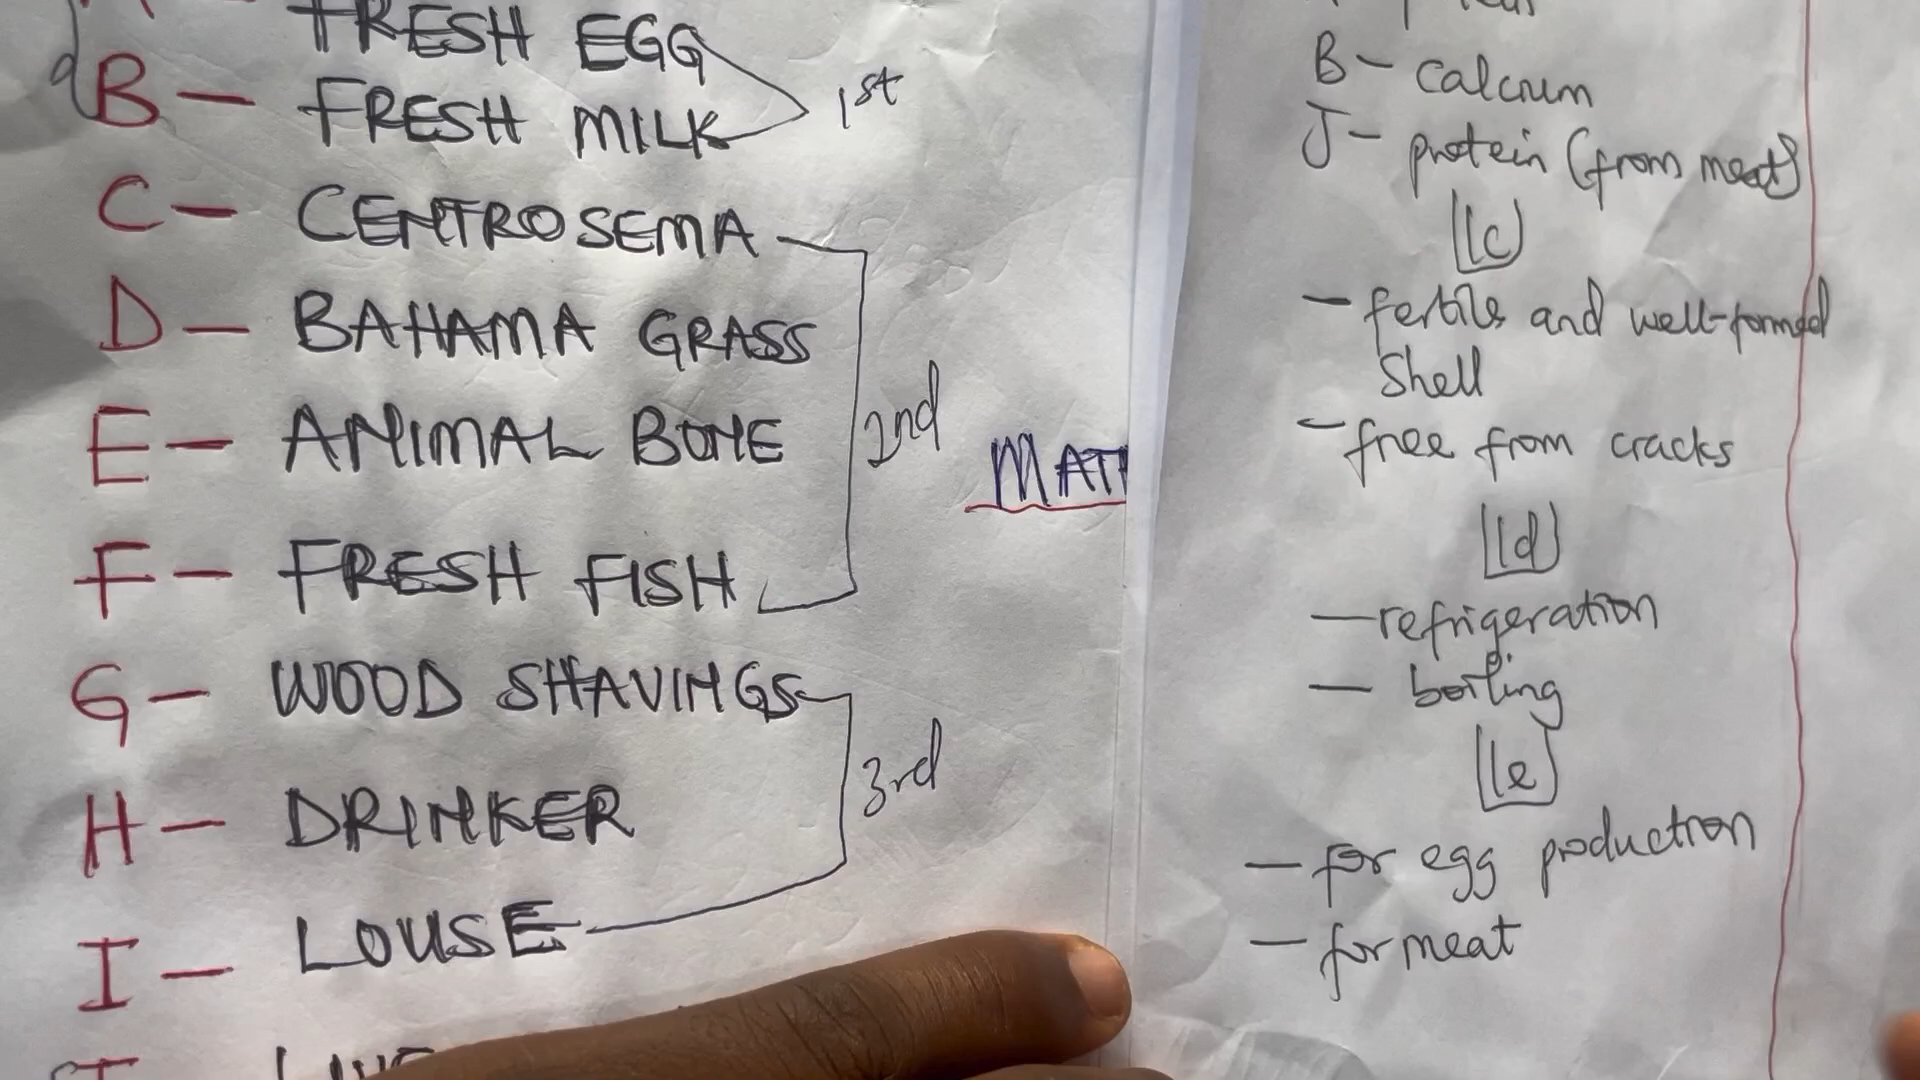 FRESH EGG
B - FRESH MILK
1st
C - CENTROSEMA
D - BAHAMA GRASS
E - ANIMAL BONE
F - FRESH FISH
2nd
G - WOOD SHAVINGS
H - DRINKER
I - LOUSE
3rd
MAT
B - calcium
J - protein (from meat)
1c
- fertile and well-formed
shell
- free from cracks
1d
- refrigeration
- boiling
1e
- for egg production
- for meat